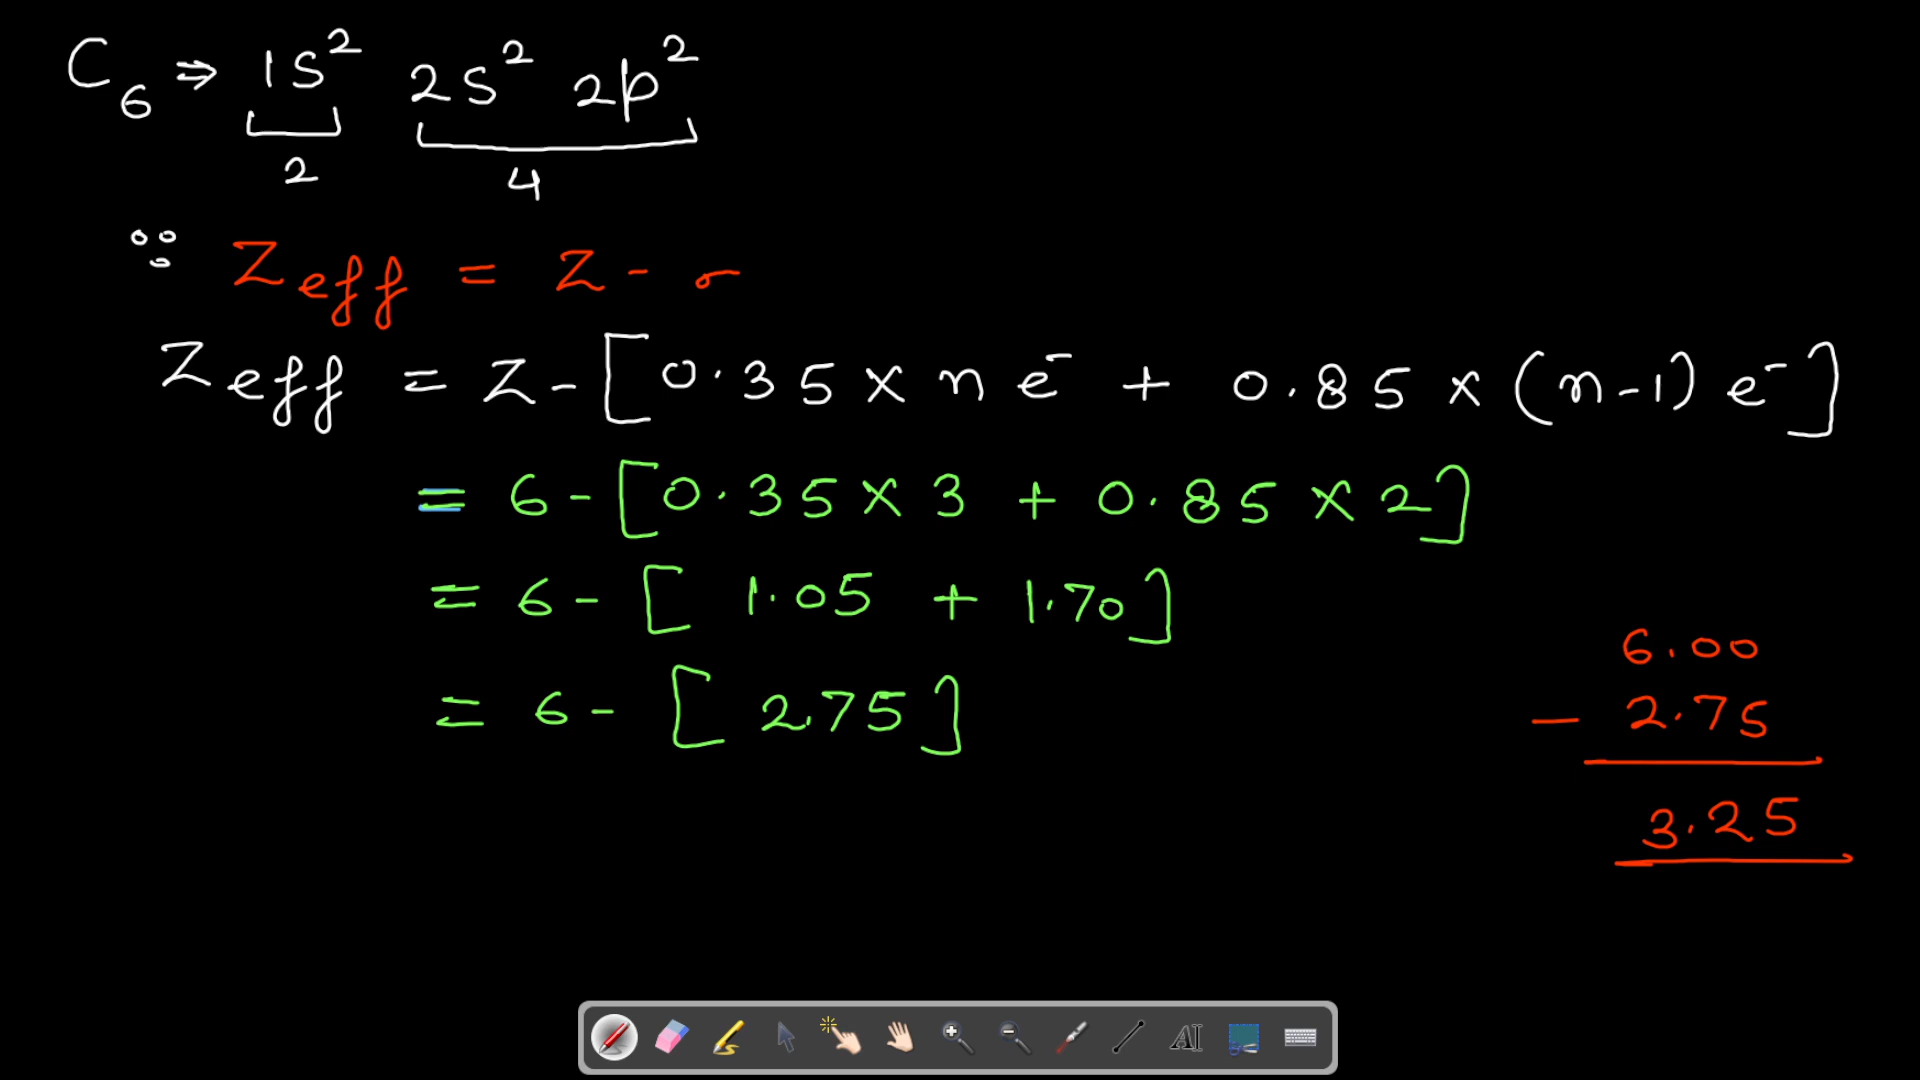 C₆ ⇒ 1s² 2s² 2p²
2 4
∵ Zeff = Z - σ
Zeff = Z - [0.35 × n e⁻ + 0.85 × (n-1) e⁻]
= 6 - [0.35 × 3 + 0.85 × 2]
= 6 - [1.05 + 1.70]
= 6 - [2.75]
6.00
- 2.75
3.25
AI